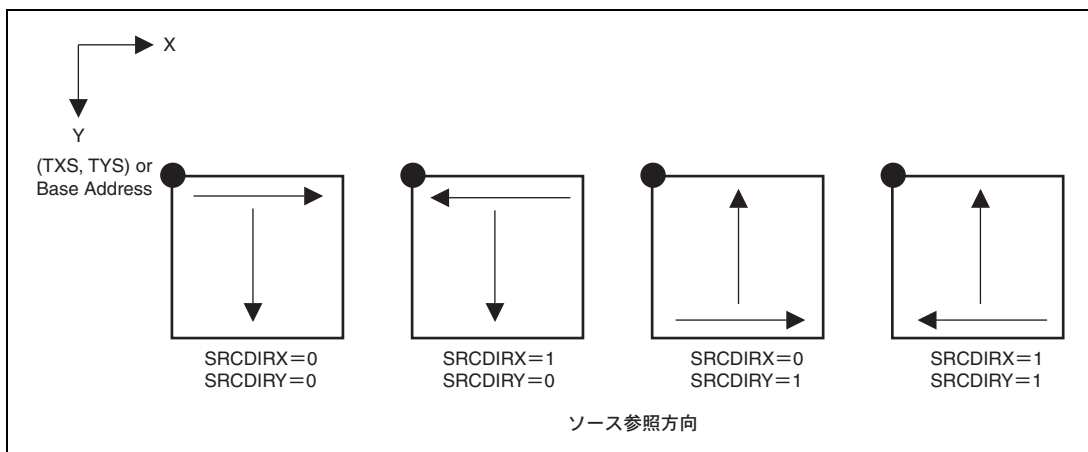 X
Y
(TXS, TYS) or
Base Address
SRCDIRX＝0
SRCDIRY＝0
SRCDIRX＝1
SRCDIRY＝0
SRCDIRX＝0
SRCDIRY＝1
SRCDIRX＝1
SRCDIRY＝1
ソース参照方向